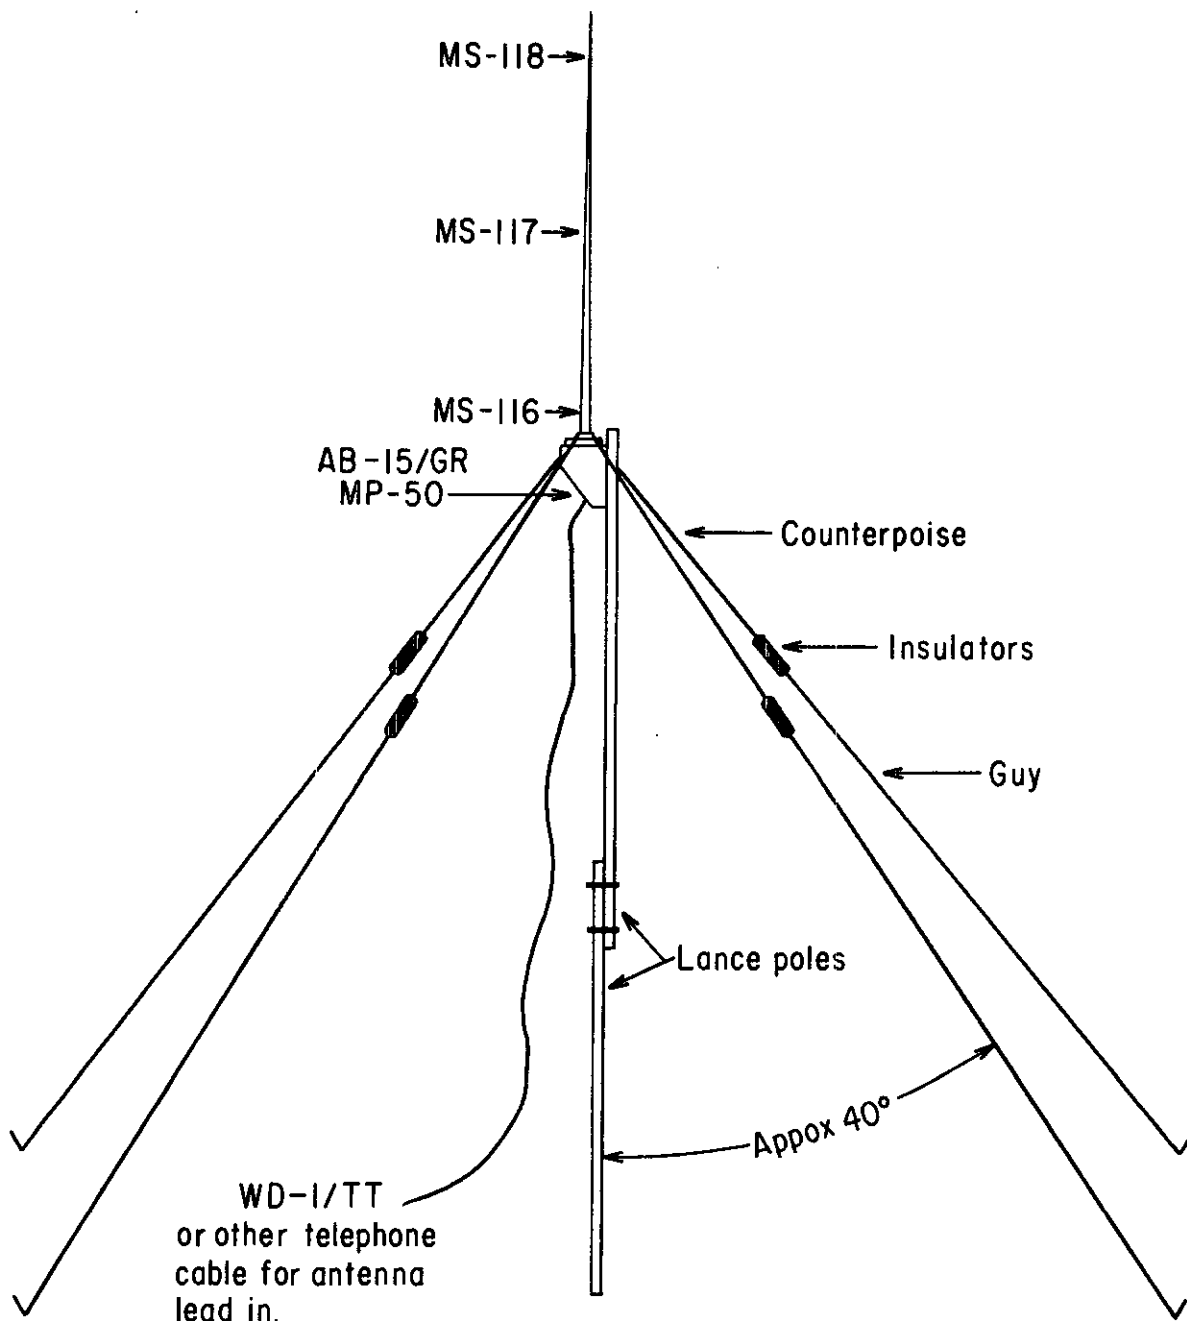 MS-118
MS-117
MS-116
AB-15/GR
MP-50
Counterpoise
Insulators
Guy
Lance poles
Appox 40°
WD-1/TT
or other telephone
cable for antenna
lead in.